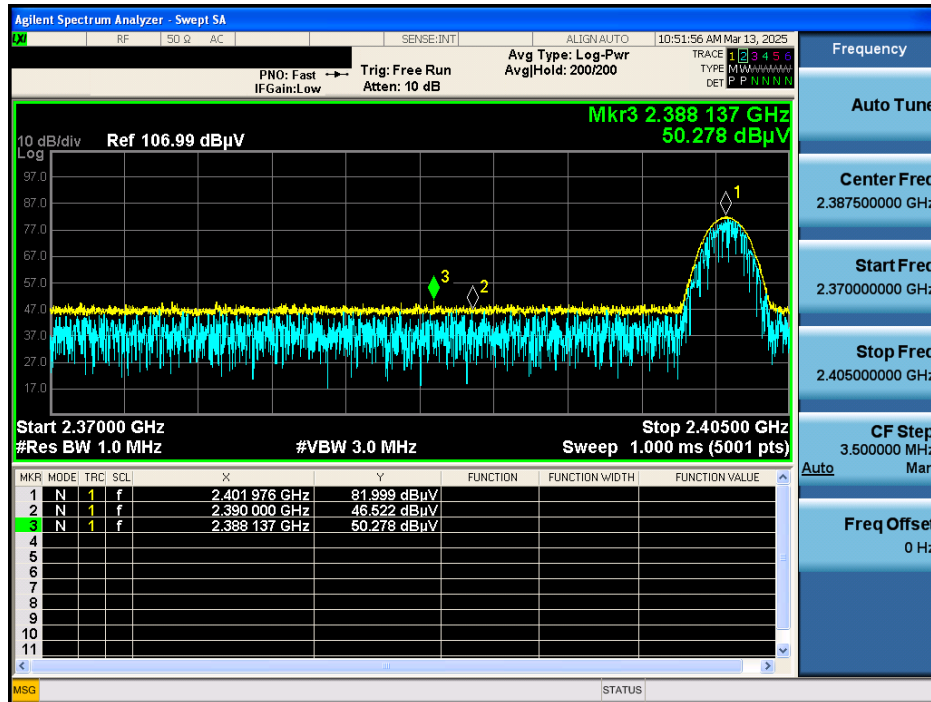 Agilent Spectrum Analyzer - Swept SA
LXI RF 50 Ω AC SENSE:INT ALIGN AUTO 10:51:56 AM Mar 13, 2025
PNO: Fast
IFGain:Low
Trig: Free Run
Atten: 10 dB
Avg Type: Log-Pwr
Avg|Hold: 200/200
TRACE 1 2 3 4 5 6
TYPE M WWWWW
DET P P N N N N
Mkr3 2.388 137 GHz
50.278 dBµV
10 dB/div Ref 106.99 dBµV
Log
97.0
87.0
77.0
67.0
57.0
47.0
37.0
27.0
17.0
1
2
3
Start 2.37000 GHz Stop 2.40500 GHz
#Res BW 1.0 MHz #VBW 3.0 MHz Sweep 1.000 ms (5001 pts)
MKR MODE TRC SCL X Y FUNCTION FUNCTION WIDTH FUNCTION VALUE
1 N 1 f 2.401 976 GHz 81.999 dBµV
2 N 1 f 2.390 000 GHz 46.522 dBµV
3 N 1 f 2.388 137 GHz 50.278 dBµV
4
5
6
7
8
9
10
11
MSG STATUS
Frequency
Auto Tune
Center Freq
2.387500000 GHz
Start Freq
2.370000000 GHz
Stop Freq
2.405000000 GHz
CF Step
3.500000 MHz
Auto Man
Freq Offset
0 Hz